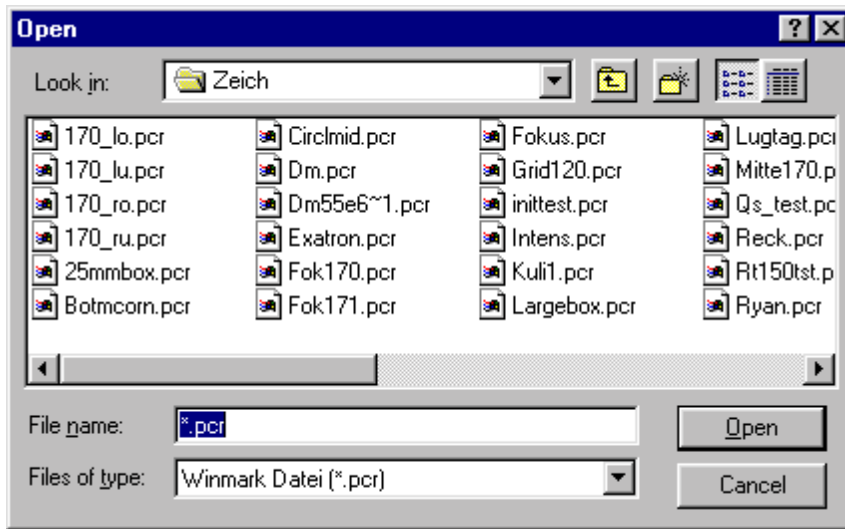 Open
Look in: Zeich
170_lo.pcr
170_lu.pcr
170_ro.pcr
170_ru.pcr
25mmbox.pcr
Botmcorn.pcr
Circlmid.pcr
Dm.pcr
Dm55e6~1.pcr
Exatron.pcr
Fok170.pcr
Fok171.pcr
Fokus.pcr
Grid120.pcr
inittest.pcr
Intens.pcr
Kuli1.pcr
Largebox.pcr
Lugtag.pcr
Mitte170.p
Qs_test.pc
Reck.pcr
Rt150tst.p
Ryan.pcr
File name: *.pcr
Open
Files of type: Winmark Datei (*.pcr)
Cancel